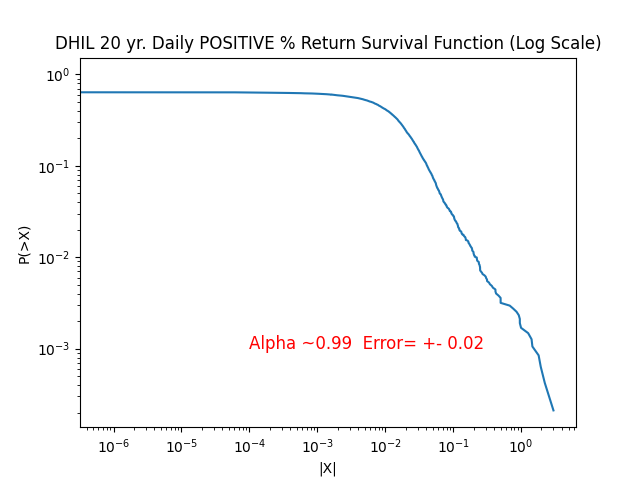 DHIL 20 yr. Daily POSITIVE % Return Survival Function (Log Scale)
10⁰
10⁻¹
10⁻²
10⁻³
P(>X)
Alpha ~0.99  Error= +- 0.02
10⁻⁶ 10⁻⁵ 10⁻⁴ 10⁻³ 10⁻² 10⁻¹ 10⁰
|X|